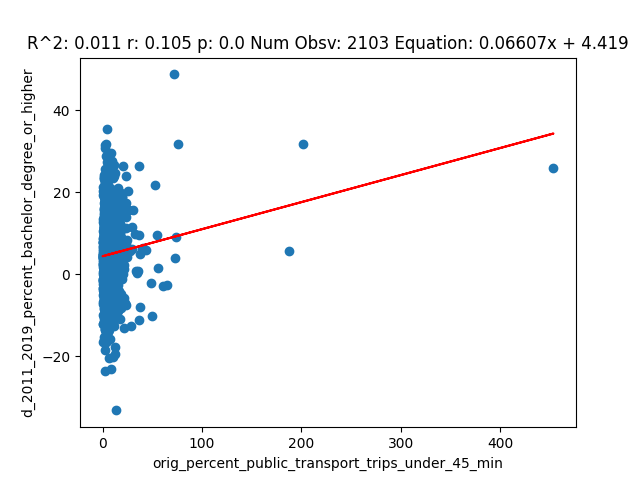 R^2: 0.011 r: 0.105 p: 0.0 Num Obsv: 2103 Equation: 0.06607x + 4.419
d_2011_2019_percent_bachelor_degree_or_higher
40
20
0
−20
0 100 200 300 400
orig_percent_public_transport_trips_under_45_min